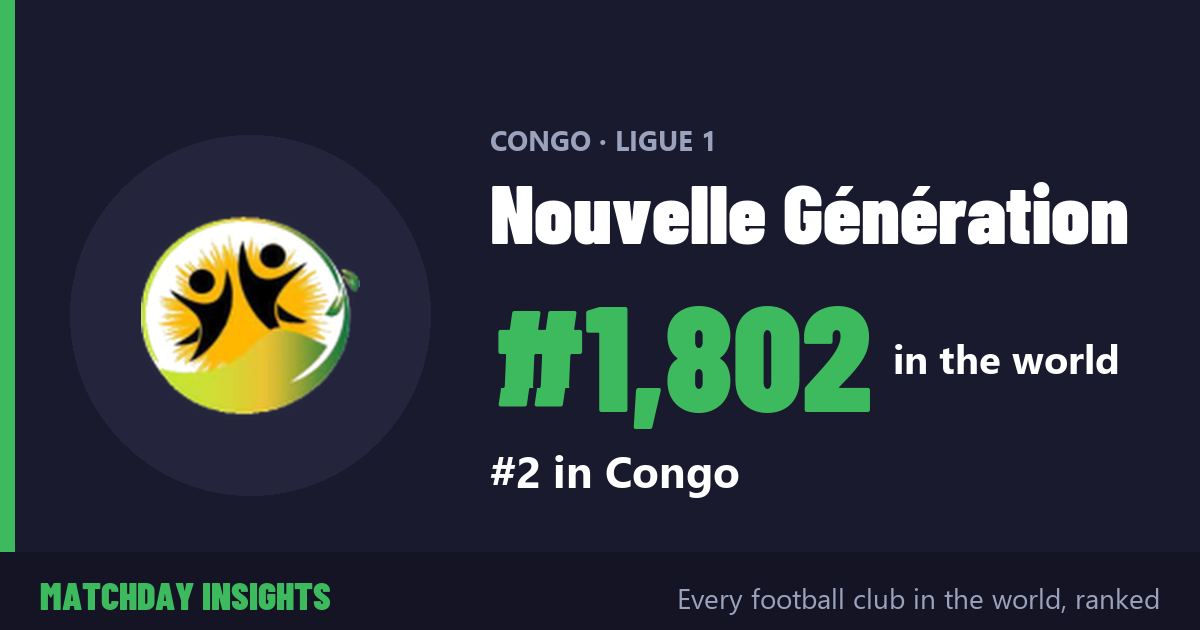 CONGO · LIGUE 1
Nouvelle Génération
#1,802 in the world
#2 in Congo
MATCHDAY INSIGHTS
Every football club in the world, ranked